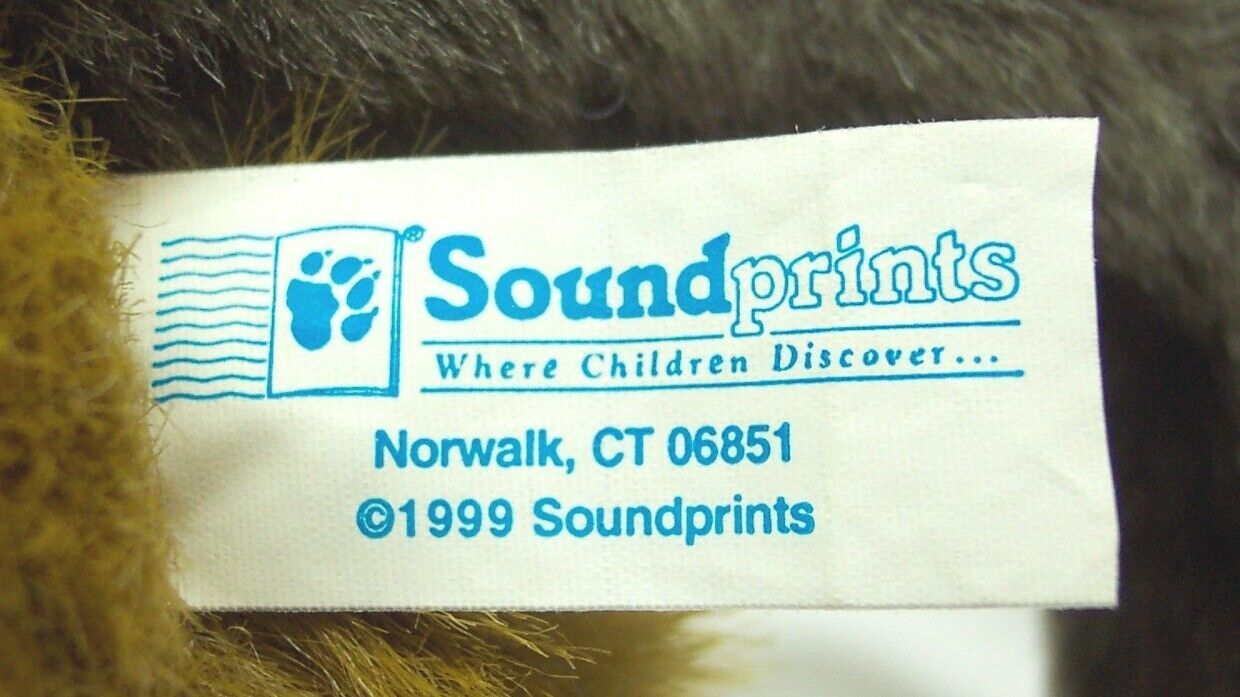 Soundprints®
Where Children Discover...
Norwalk, CT 06851
©1999 Soundprints